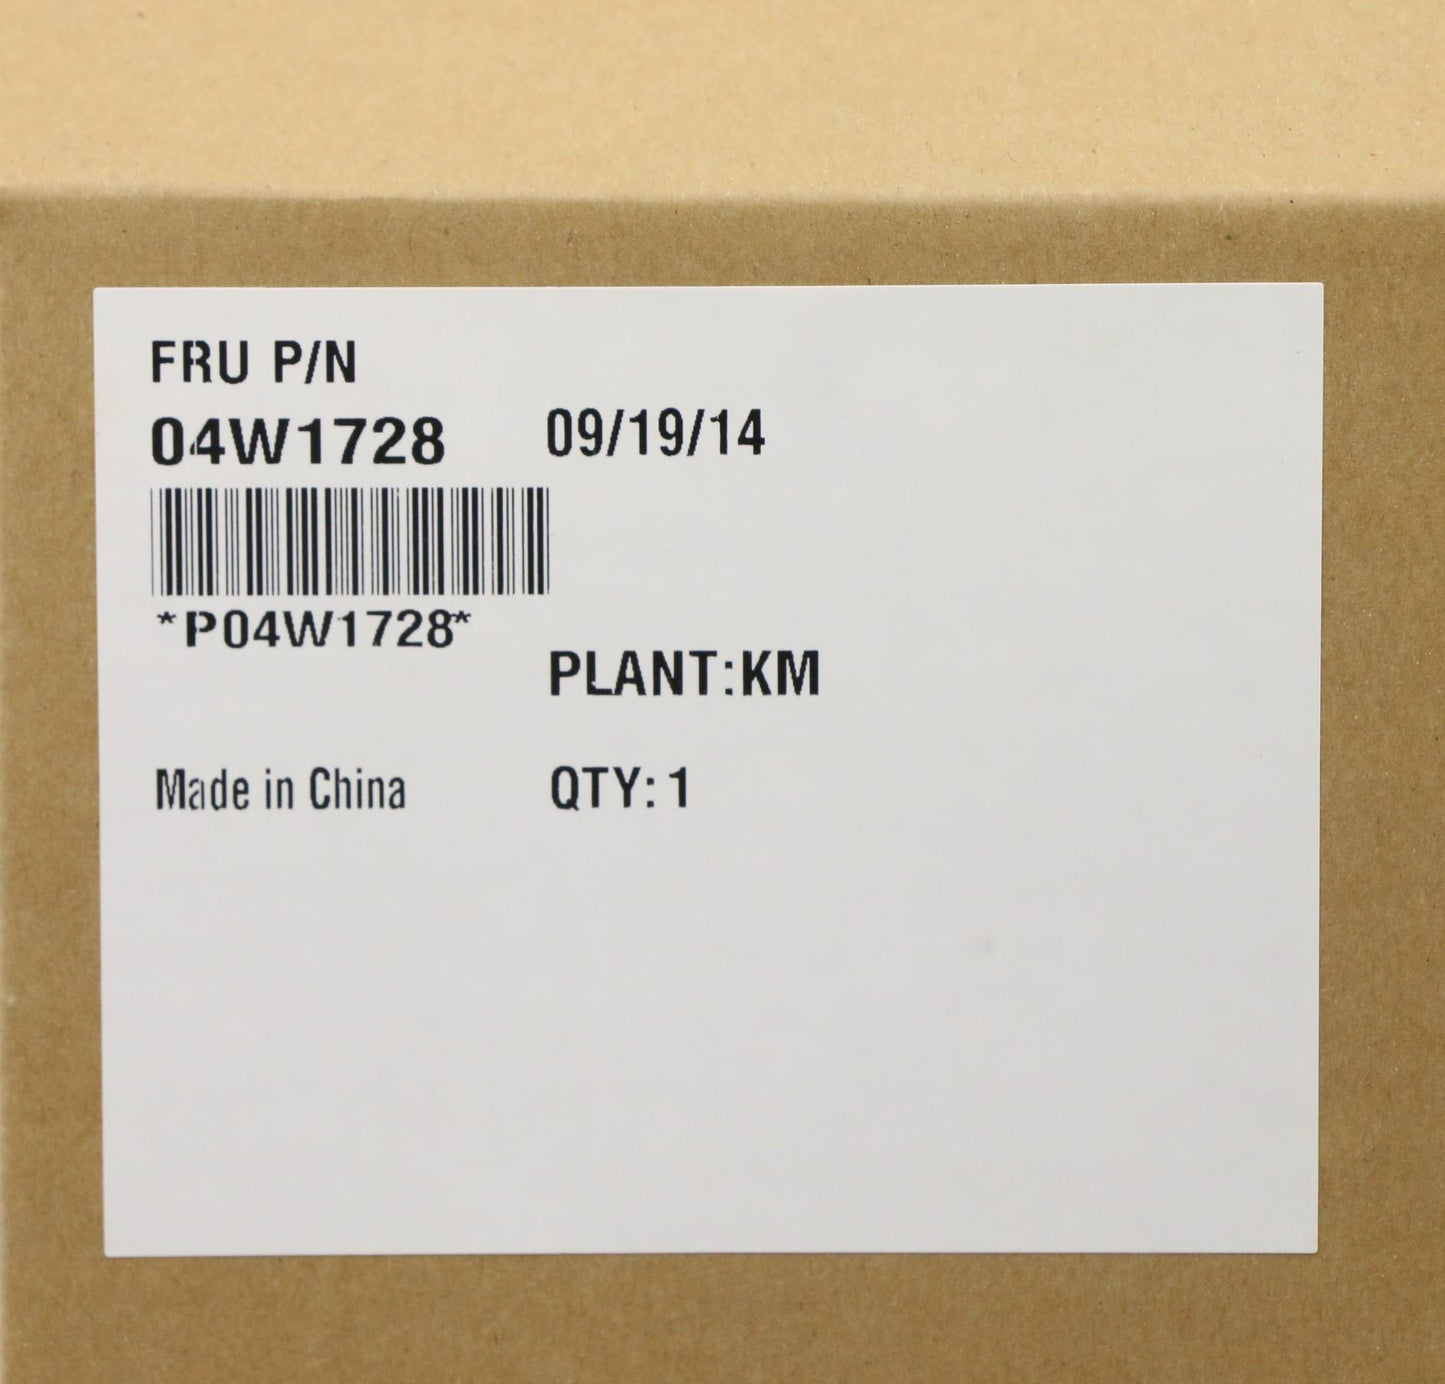 FRU P/N
04W1728 09/19/14
*P04W1728*
PLANT:KM
Made in China QTY: 1